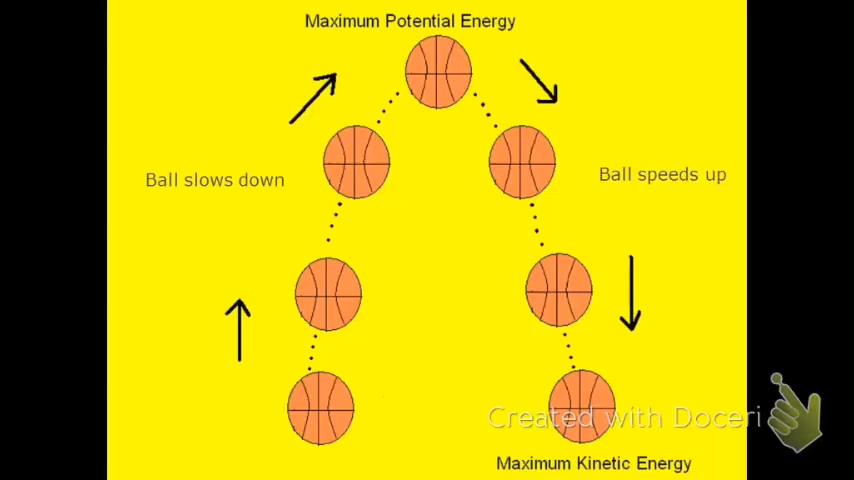 Maximum Potential Energy
Ball slows down
Ball speeds up
Created with Doceri
Maximum Kinetic Energy